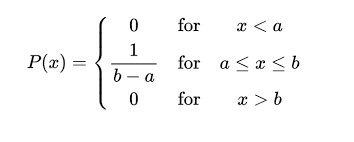 0 for x < a
P(x) = { 1/(b − a) for a ≤ x ≤ b
0 for x > b